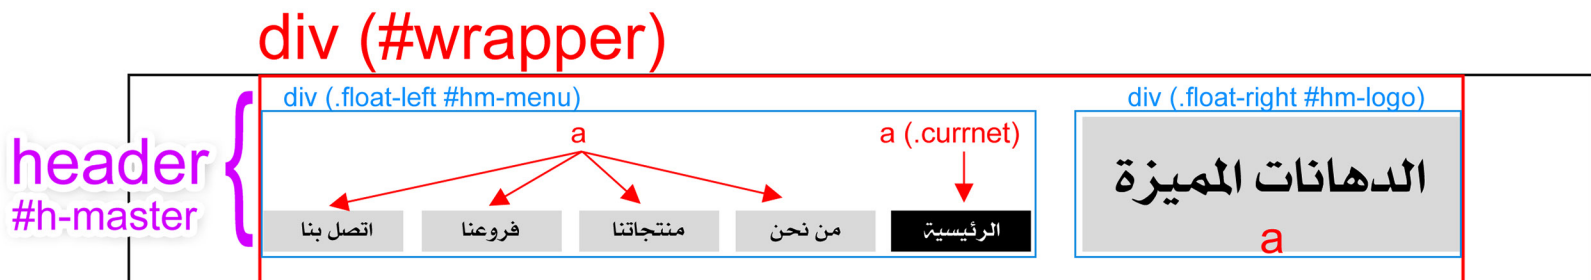 div (#wrapper)
div (.float-left #hm-menu)
div (.float-right #hm-logo)
header
#h-master
a
a (.currnet)
الدهانات المميزة
a
الرئيسية
من نحن
منتجاتنا
فروعنا
اتصل بنا